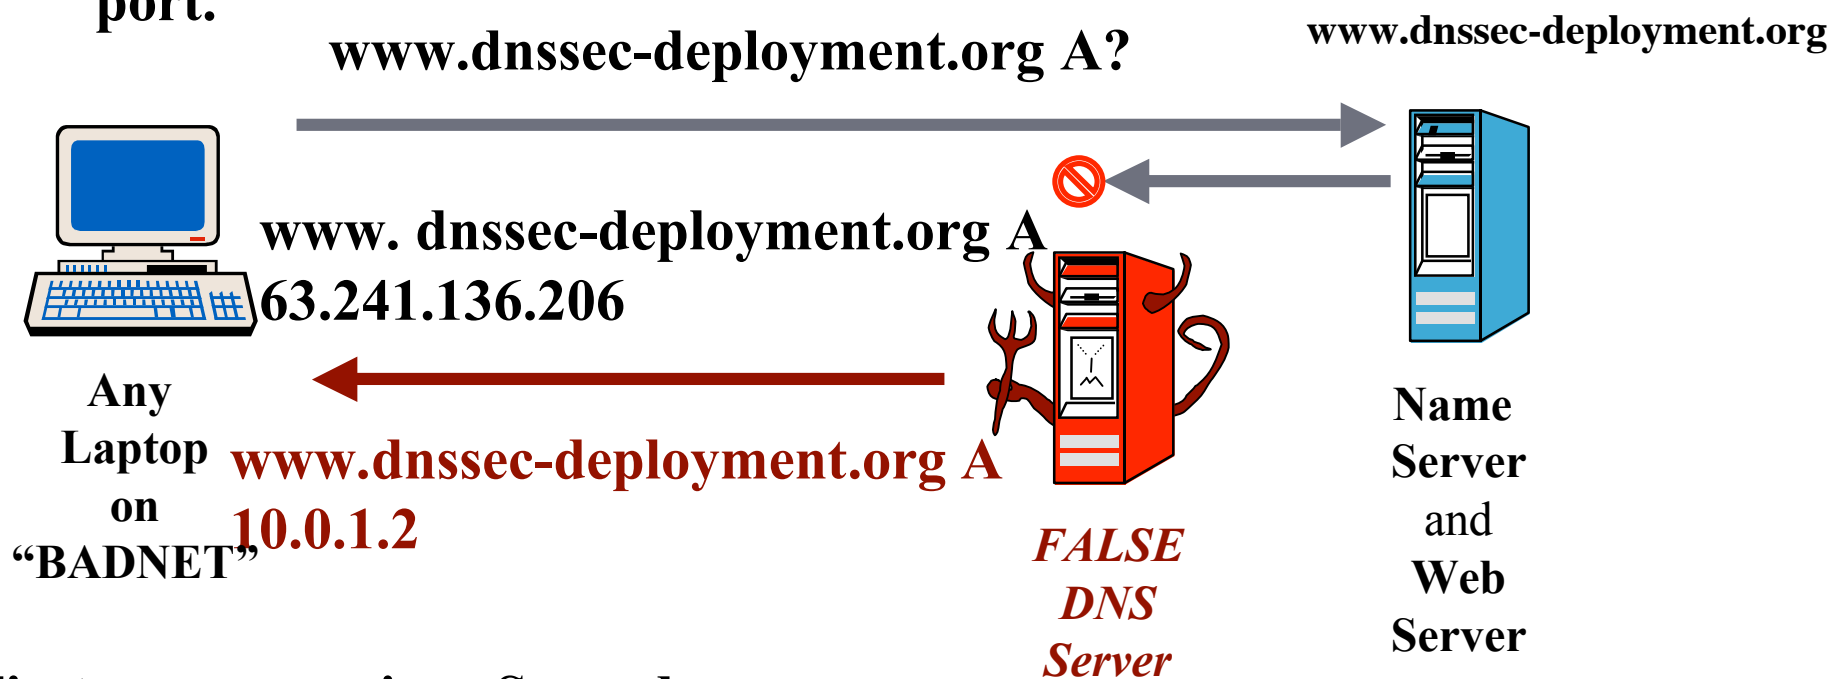 port.
www.dnssec-deployment.org A?
www.dnssec-deployment.org
www. dnssec-deployment.org A
63.241.136.206
Any
Laptop
on
“BADNET”
www.dnssec-deployment.org A
10.0.1.2
FALSE
DNS
Server
Name
Server
and
Web
Server